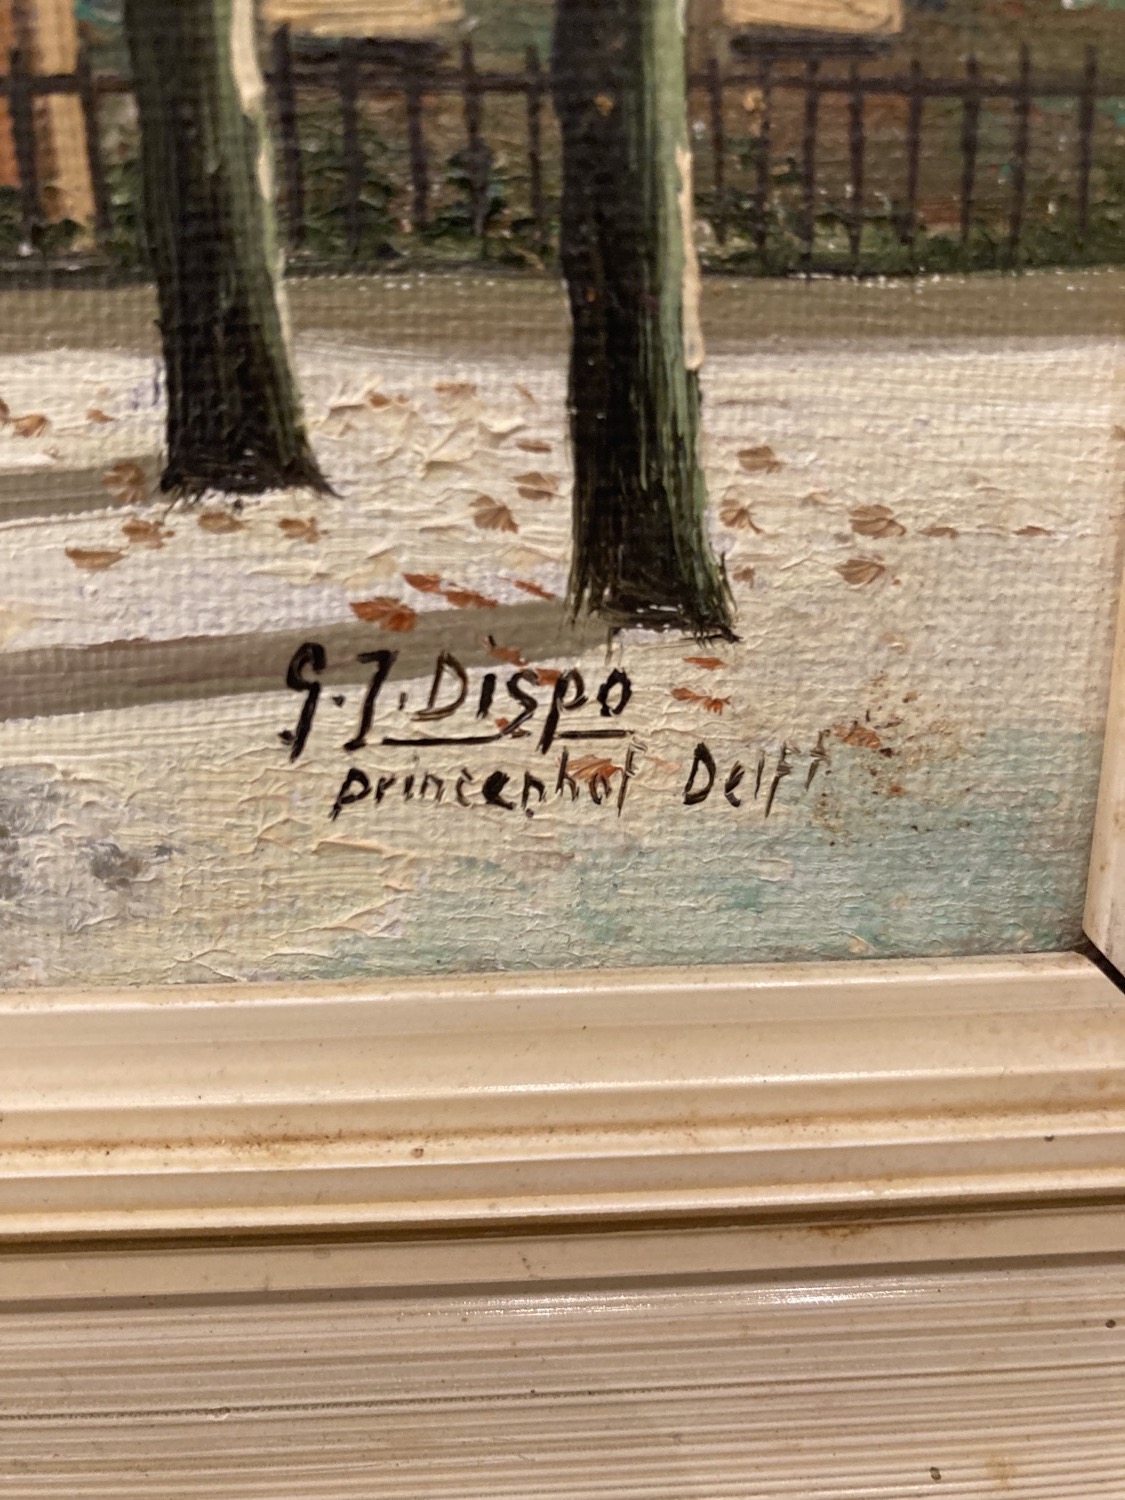 G.J. Dispo
princenhof Delft